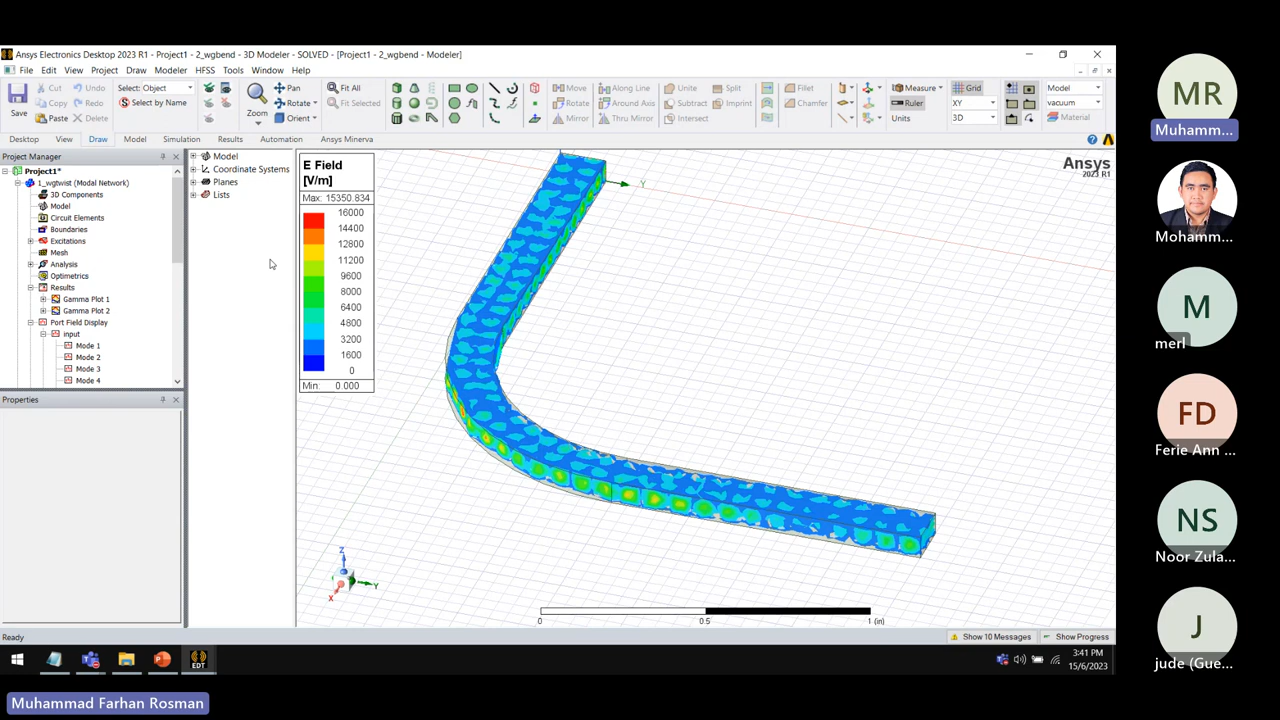 Ansys Electronics Desktop 2023 R1 - Project1 - 2_wgbend - 3D Modeler - SOLVED - [Project1 - 2_wgbend - Modeler]
File Edit View Project Draw Modeler HFSS Tools Window Help
Save
Cut Undo
Copy Redo
Paste Delete
Select: Object
Select by Name
Zoom
Pan
Rotate
Orient
Fit All
Fit Selected
Move Along Line
Rotate Around Axis
Mirror Thru Mirror
Unite Split
Subtract Imprint
Intersect
Fillet
Chamfer
Measure
Ruler
Units
Grid
XY
3D
Model
vacuum
Material
Desktop View Draw Model Simulation Results Automation Ansys Minerva
Project Manager
Project1*
1_wgtwist (Modal Network)
3D Components
Model
Circuit Elements
Boundaries
Excitations
Mesh
Analysis
Optimetrics
Results
Gamma Plot 1
Gamma Plot 2
Port Field Display
input
Mode 1
Mode 2
Mode 3
Mode 4
Properties
Model
Coordinate Systems
Planes
Lists
E Field
[V/m]
Max: 15350.834
16000
14400
12800
11200
9600
8000
6400
4800
3200
1600
0
Min: 0.000
Y
Ansys
2023 R1
Z
Y
X
0 0.5 1 (in)
Ready
Show 10 Messages Show Progress
EDT
3:41 PM
15/6/2023
Muhammad Farhan Rosman
MR
Muhamm...
Mohamm...
M
merl
FD
Ferie Ann ...
NS
Noor Zula...
J
jude (Gue...